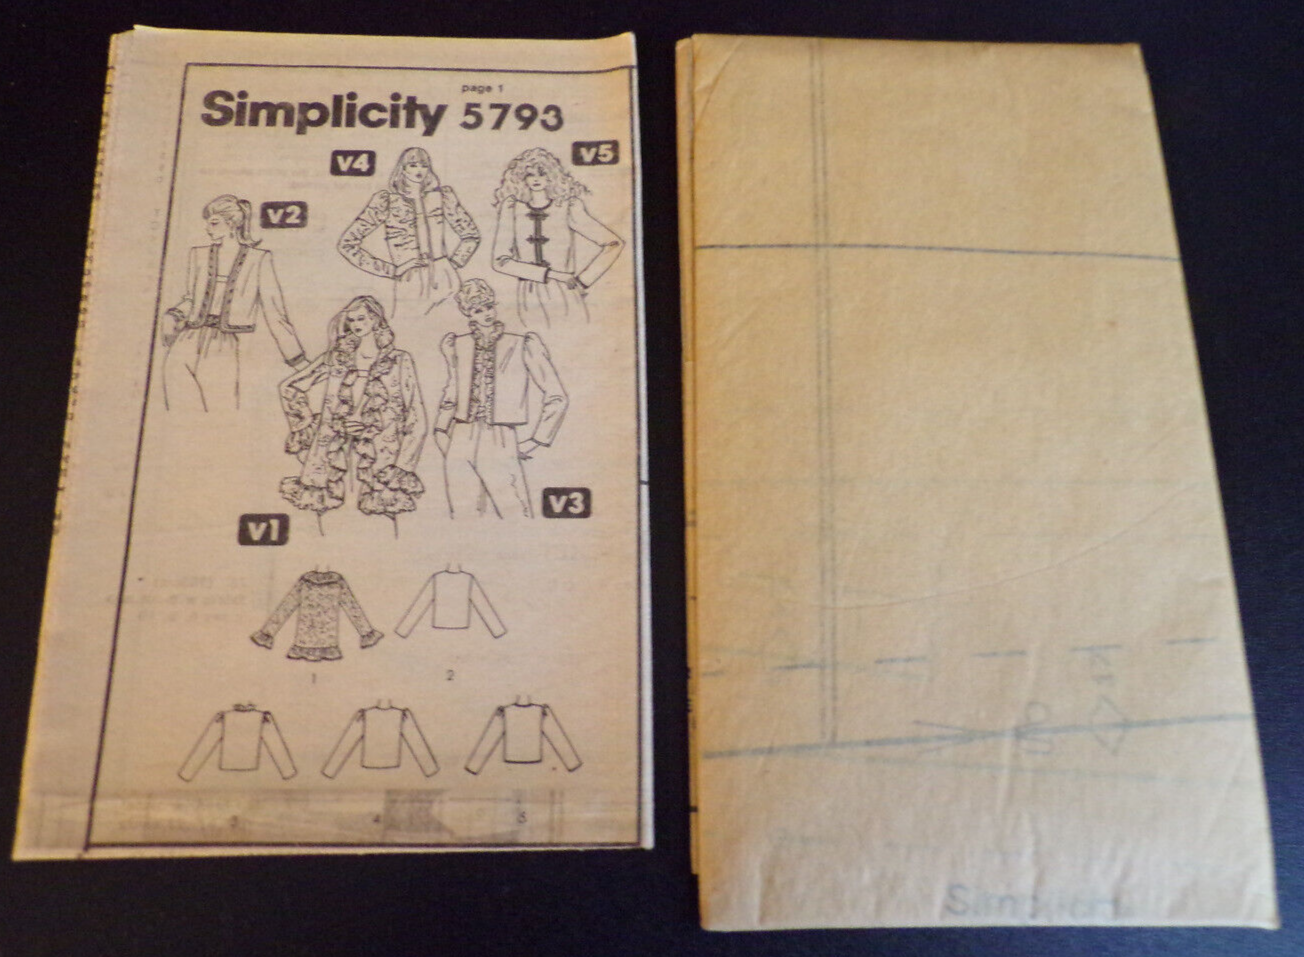 page 1
Simplicity 5793
v4
v5
v2
v3
v1
1
2
3
4
5
Simplicity